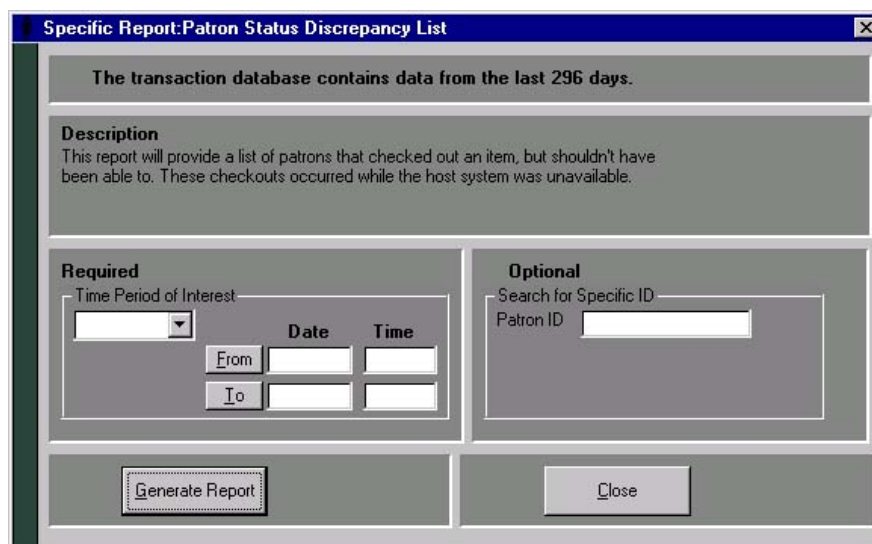 Specific Report:Patron Status Discrepancy List
The transaction database contains data from the last 296 days.
Description
This report will provide a list of patrons that checked out an item, but shouldn't have
been able to. These checkouts occurred while the host system was unavailable.
Required
Time Period of Interest
Date Time
From
To
Optional
Search for Specific ID
Patron ID
Generate Report
Close